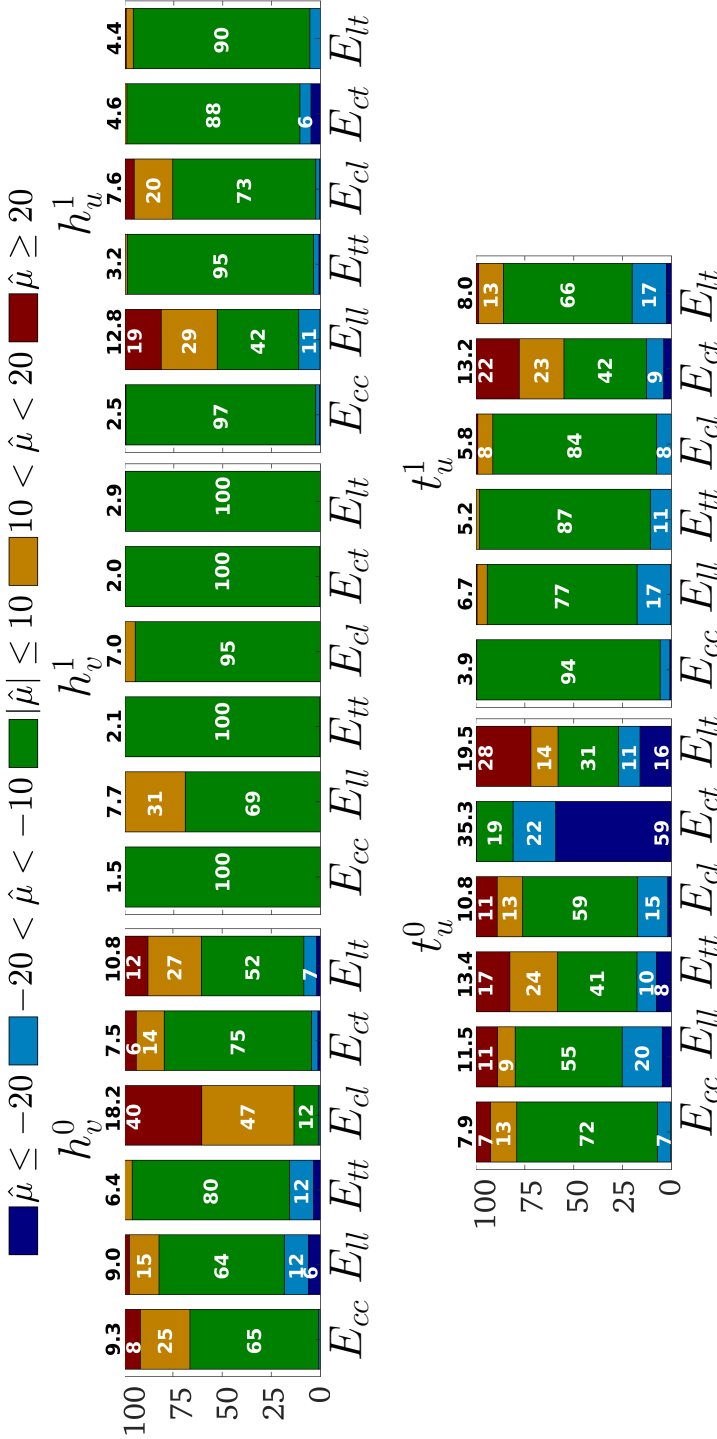 μ̂ ≤ −20 −20 < μ̂ < −10 |μ̂| ≤ 10 10 < μ̂ < 20 μ̂ ≥ 20
h_v^0 h_v^1 h_u^1
9.3 9.0 6.4 18.2 7.5 10.8 1.5 7.7 2.1 7.0 2.0 2.9 2.5 12.8 3.2 7.6 4.6 4.4
100
75
50
25
0
8 25 65
15 64 12 6
80 12
40 47 12
6 14 75
12 27 52 7
100
31 69
100
95
100
100
97
19 29 42 11
95
20 73
88 6
90
E_cc E_ll E_tt E_cl E_ct E_lt E_cc E_ll E_tt E_cl E_ct E_lt E_cc E_ll E_tt E_cl E_ct E_lt
t_u^0 t_u^1
7.9 11.5 13.4 10.8 35.3 19.5 3.9 6.7 5.2 5.8 13.2 8.0
100
75
50
25
0
7 13 72 7
11 9 55 20
17 24 41 10 8
11 13 59 15
19 22 59
28 14 31 11 16
94
77 17
87 11
8 84 8
22 23 42 9
13 66 17
E_cc E_ll E_tt E_cl E_ct E_lt E_cc E_ll E_tt E_cl E_ct E_lt